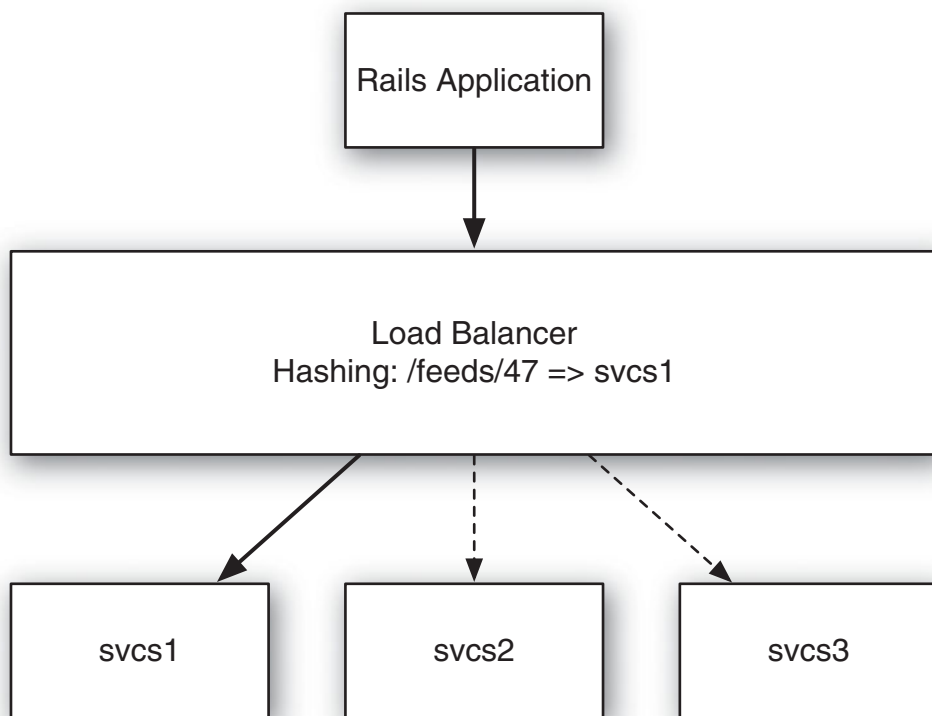 Rails Application
Load Balancer
Hashing: /feeds/47 => svcs1
svcs1
svcs2
svcs3